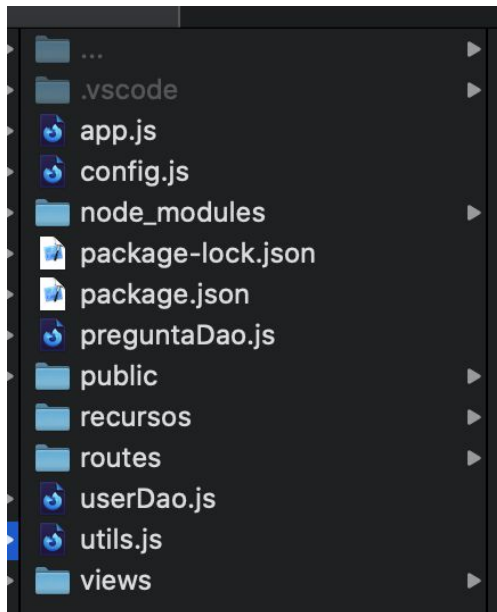 ...
.vscode
app.js
config.js
node_modules
package-lock.json
package.json
preguntaDao.js
public
recursos
routes
userDao.js
utils.js
views